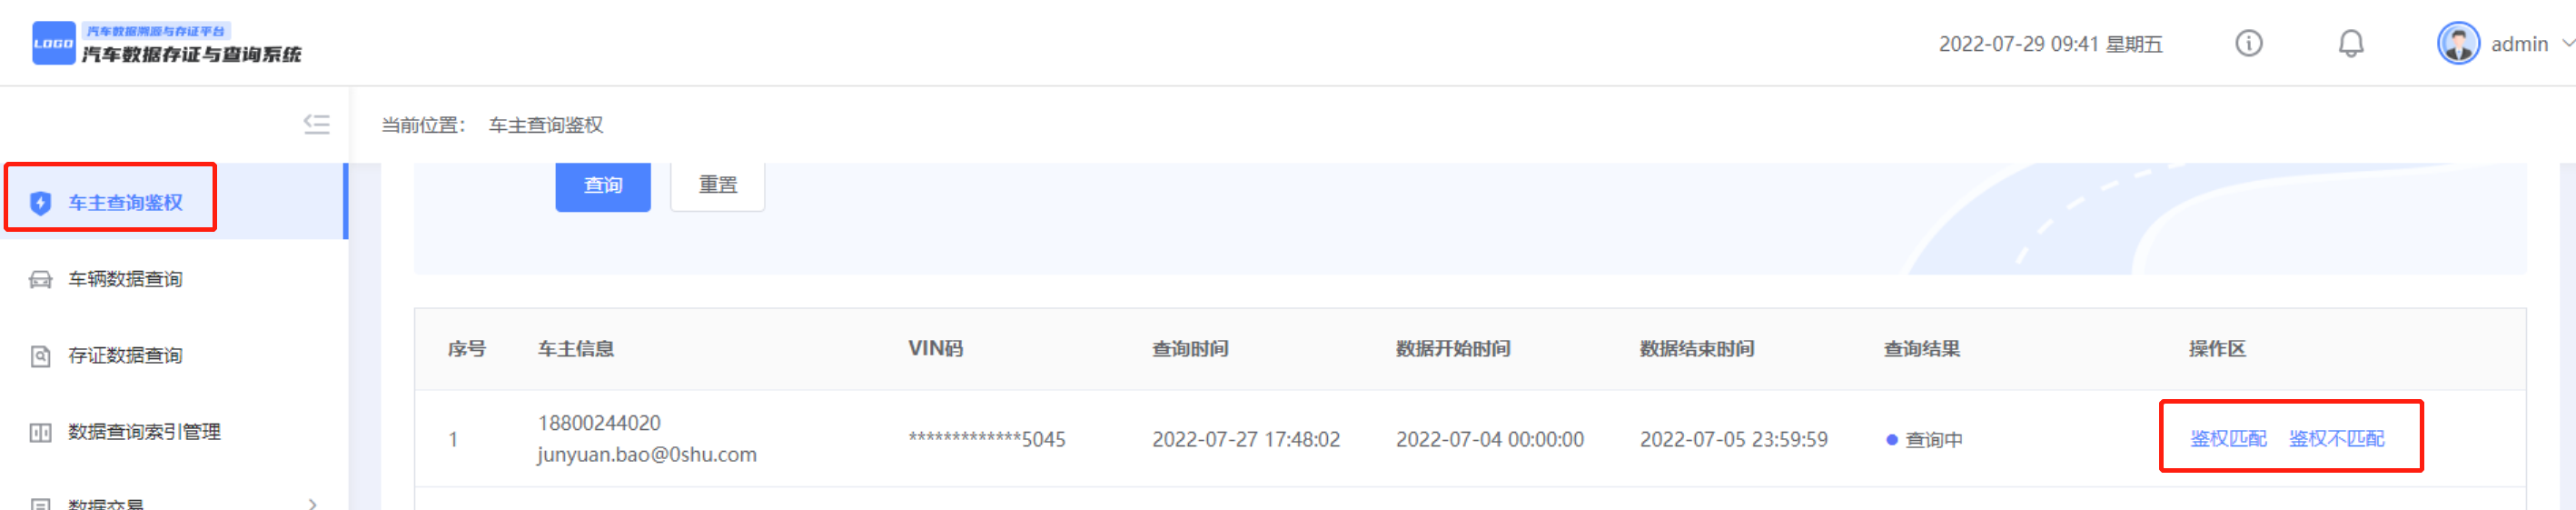 LOGO
汽车数据溯源与存证平台
汽车数据存证与查询系统
2022-07-29 09:41 星期五
admin
当前位置： 车主查询鉴权
车主查询鉴权
查询 重置
车辆数据查询
存证数据查询
数据查询索引管理
数据交易
序号 车主信息 VIN码 查询时间 数据开始时间 数据结束时间 查询结果 操作区
1 18800244020 *************5045 2022-07-27 17:48:02 2022-07-04 00:00:00 2022-07-05 23:59:59 查询中 鉴权匹配 鉴权不匹配
junyuan.bao@0shu.com